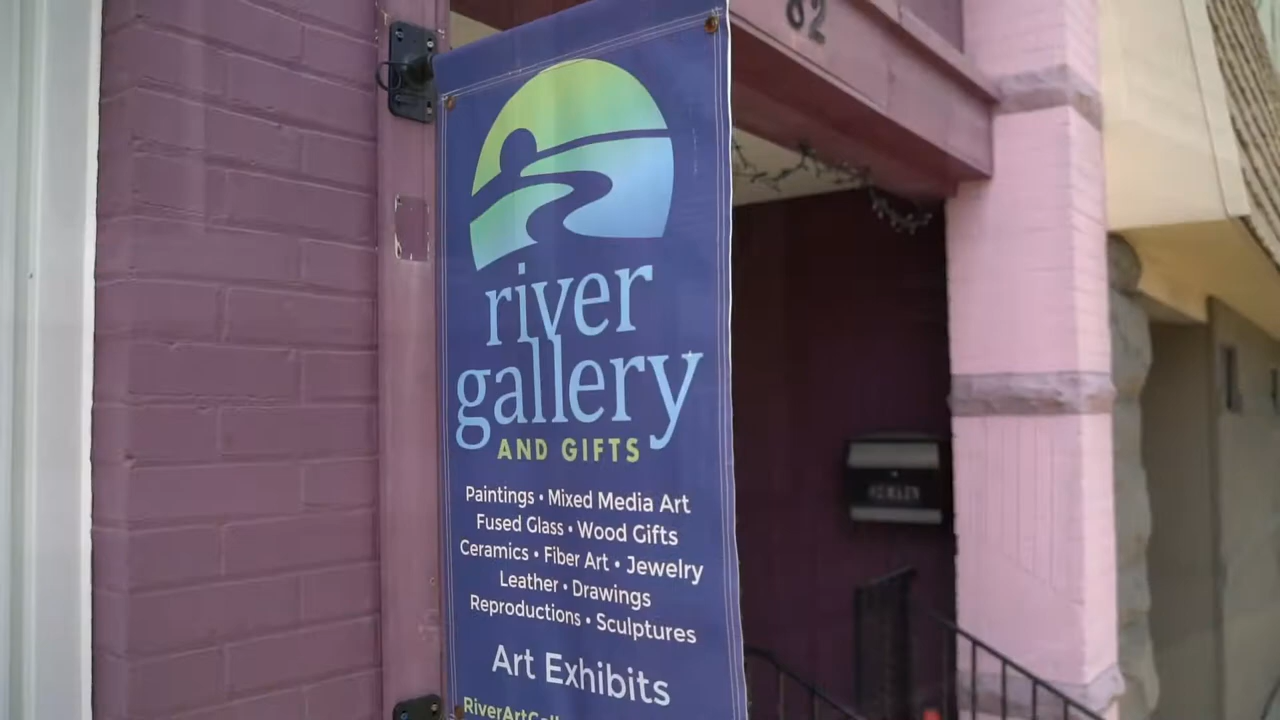 82
river
gallery
AND GIFTS
Paintings • Mixed Media Art
Fused Glass • Wood Gifts
Ceramics • Fiber Art • Jewelry
Leather • Drawings
Reproductions • Sculptures
Art Exhibits